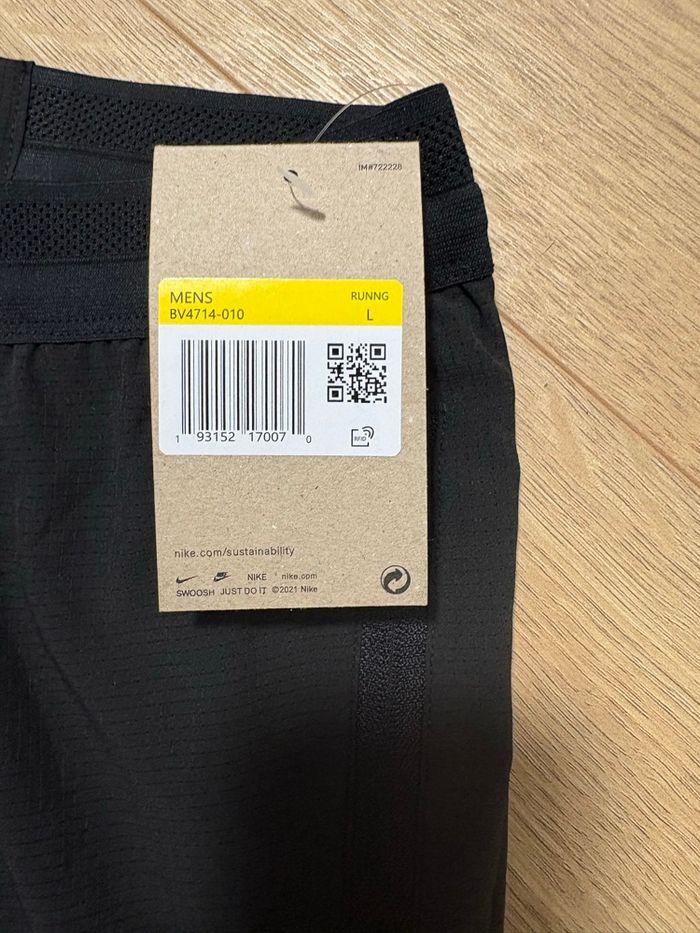 IM#722228
MENS RUNNG
BV4714-010 L
1 93152 17007 0
RFID
nike.com/sustainability
NIKE nike.com
SWOOSH JUST DO IT ©2021 Nike